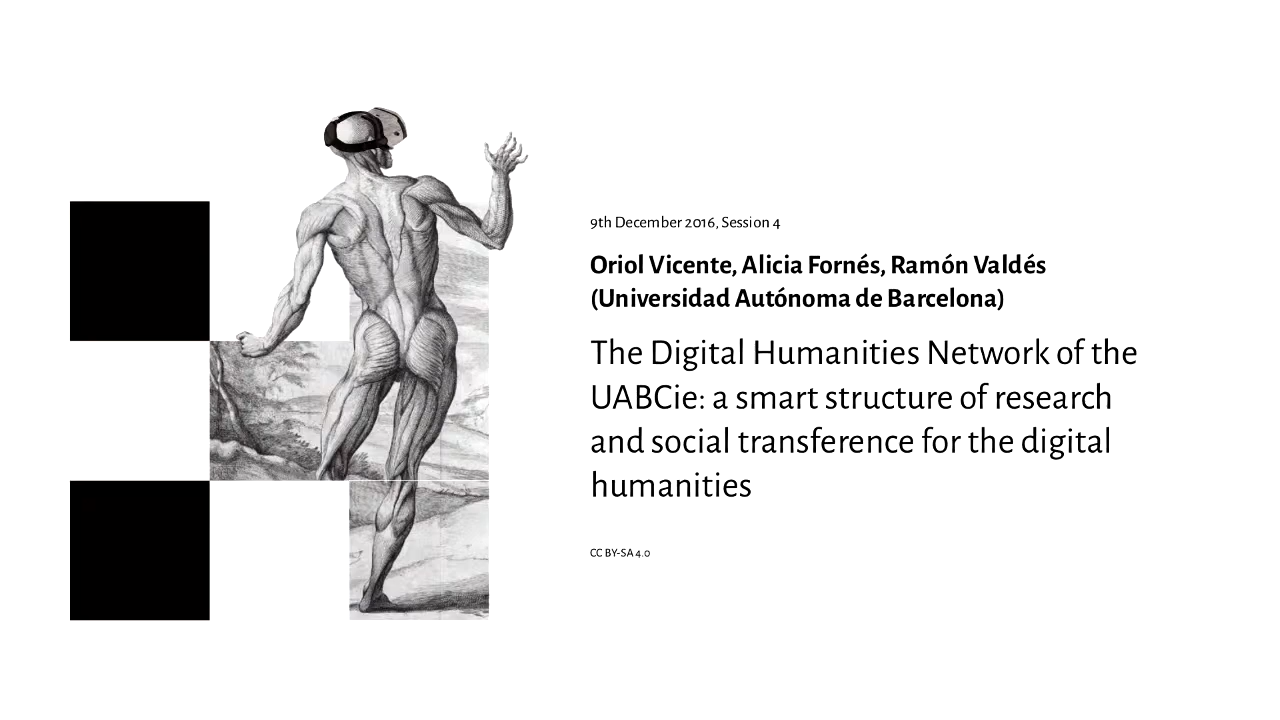 9th December 2016, Session 4
Oriol Vicente, Alicia Fornés, Ramón Valdés
(Universidad Autónoma de Barcelona)
The Digital Humanities Network of the
UABCie: a smart structure of research
and social transference for the digital
humanities
CC BY-SA 4.0